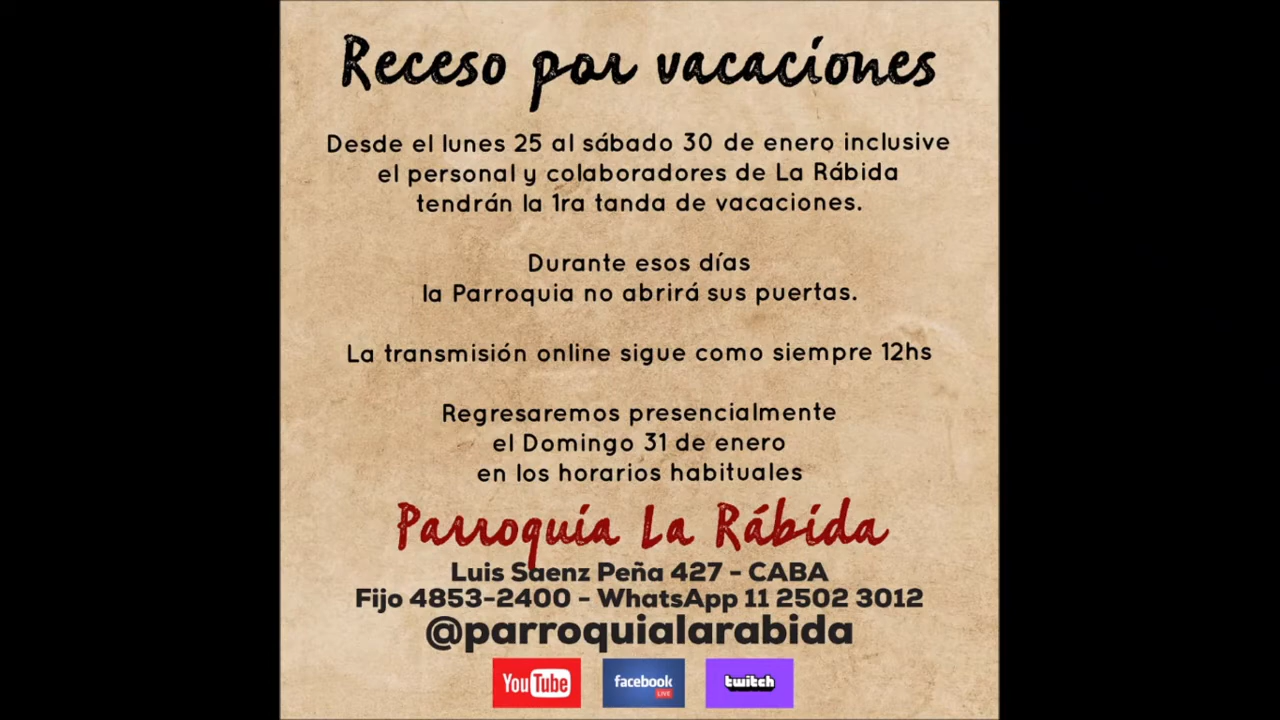 Receso por vacaciones
Desde el lunes 25 al sábado 30 de enero inclusive
el personal y colaboradores de La Rábida
tendrán la 1ra tanda de vacaciones.
Durante esos días
la Parroquia no abrirá sus puertas.
La transmisión online sigue como siempre 12hs
Regresaremos presencialmente
el Domingo 31 de enero
en los horarios habituales
Parroquia La Rábida
Luis Saenz Peña 427 - CABA
Fijo 4853-2400 - WhatsApp 11 2502 3012
@parroquialarabida
YouTube facebook LIVE twitch